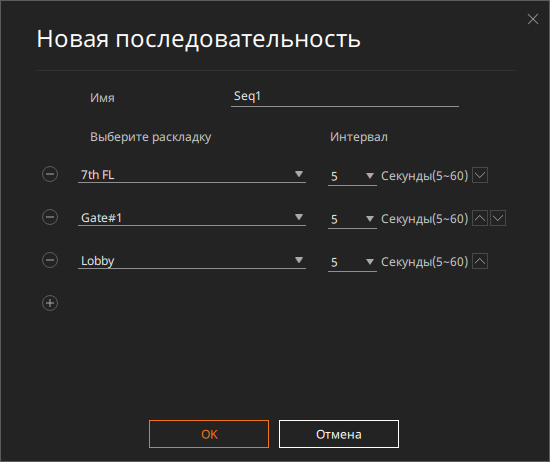 Новая последовательность
Имя Seq1
Выберите раскладку Интервал
7th FL 5 Секунды(5~60)
Gate#1 5 Секунды(5~60)
Lobby 5 Секунды(5~60)
OK Отмена